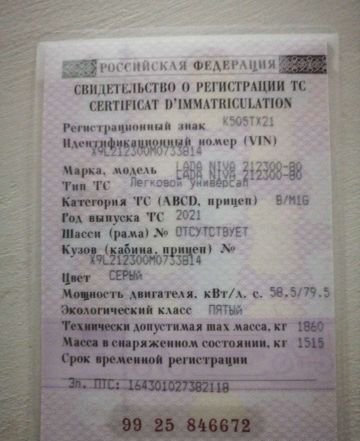 РОССИЙСКАЯ ФЕДЕРАЦИЯ
СВИДЕТЕЛЬСТВО О РЕГИСТРАЦИИ ТС
CERTIFICAT D'IMMATRICULATION
Регистрационный знак К505ТХ21
Идентификационный номер (VIN)
X9L212300M0733814
Марка, модель LADA NIVA 212300-80
LADA NIVA 212300-80
Тип ТС Легковой универсал
Категория ТС (ABCD, прицеп) B/M1G
Год выпуска ТС 2021
Шасси (рама) № ОТСУТСТВУЕТ
Кузов (кабина, прицеп) №
X9L212300M0733814
Цвет СЕРЫЙ
Мощность двигателя, кВт/л. с. 58.5/79.5
Экологический класс ПЯТЫЙ
Технически допустимая max масса, кг 1860
Масса в снаряженном состоянии, кг 1515
Срок временной регистрации
Эл. ПТС: 164301027382118
99 25 846672